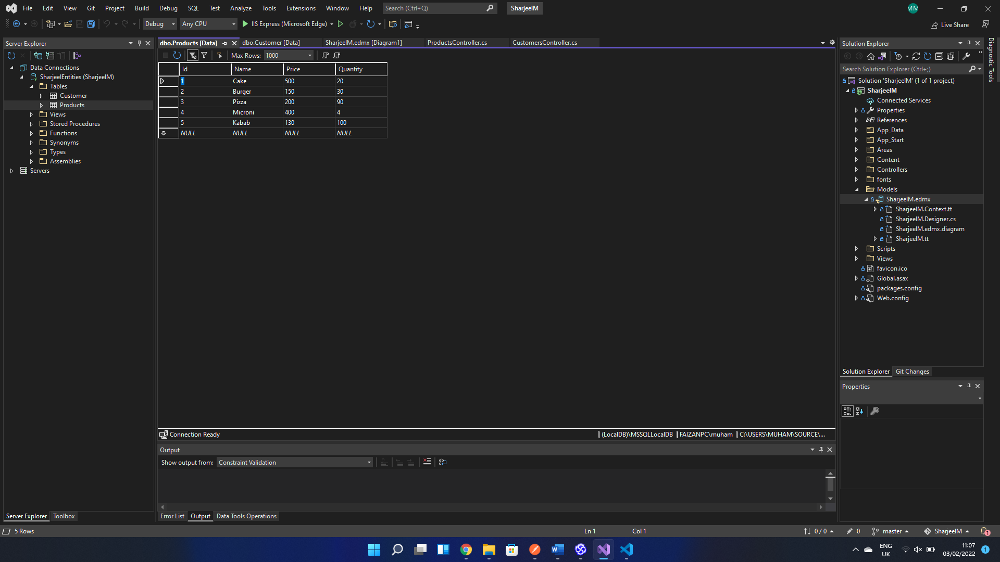 File Edit View Git Project Build Debug SQL Test Analyze Tools Extensions Window Help Search (Ctrl+Q) SharjeelM MM
Debug Any CPU IIS Express (Microsoft Edge) Live Share
Server Explorer
Data Connections
SharjeelEntities (SharjeelM)
Tables
Customer
Products
Views
Stored Procedures
Functions
Synonyms
Types
Assemblies
Servers
Server Explorer Toolbox
dbo.Products [Data] dbo.Customer [Data] SharjeelM.edmx [Diagram1] ProductsController.cs CustomersController.cs
Max Rows: 1000
Id Name Price Quantity
1 Cake 500 20
2 Burger 150 30
3 Pizza 200 90
4 Microni 400 4
5 Kabab 130 100
NULL NULL NULL NULL
Connection Ready (LocalDB)\MSSQLLocalDB FAIZANPC\muham C:\USERS\MUHAM\SOURCE\...
Output
Show output from: Constraint Validation
Error List Output Data Tools Operations
Solution Explorer
Search Solution Explorer (Ctrl+;)
Solution 'SharjeelM' (1 of 1 project)
SharjeelM
Connected Services
Properties
References
App_Data
App_Start
Areas
Content
Controllers
fonts
Models
SharjeelM.edmx
SharjeelM.Context.tt
SharjeelM.Designer.cs
SharjeelM.edmx.diagram
SharjeelM.tt
Scripts
Views
favicon.ico
Global.asax
packages.config
Web.config
Solution Explorer Git Changes
Properties
Diagnostic Tools
5 Rows Ln 1 Col 1 0 / 0 0 master SharjeelM 1
ENG
UK
11:07
03/02/2022
1